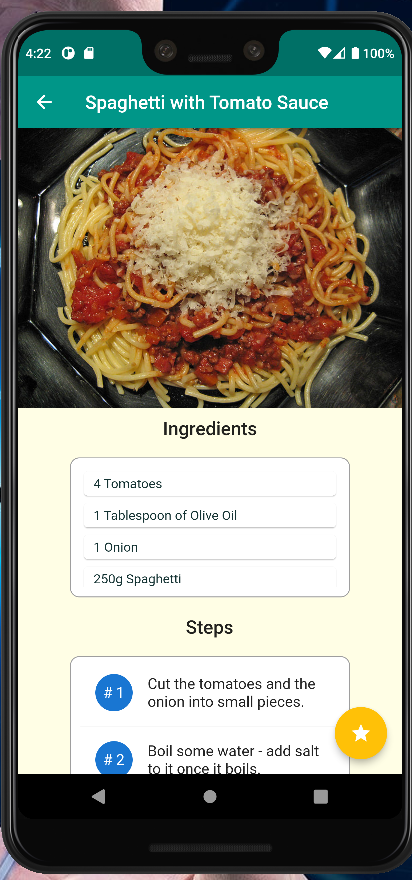 4:22
100%
Spaghetti with Tomato Sauce
Ingredients
4 Tomatoes
1 Tablespoon of Olive Oil
1 Onion
250g Spaghetti
Steps
# 1
Cut the tomatoes and the
onion into small pieces.
# 2
Boil some water - add salt
to it once it boils.